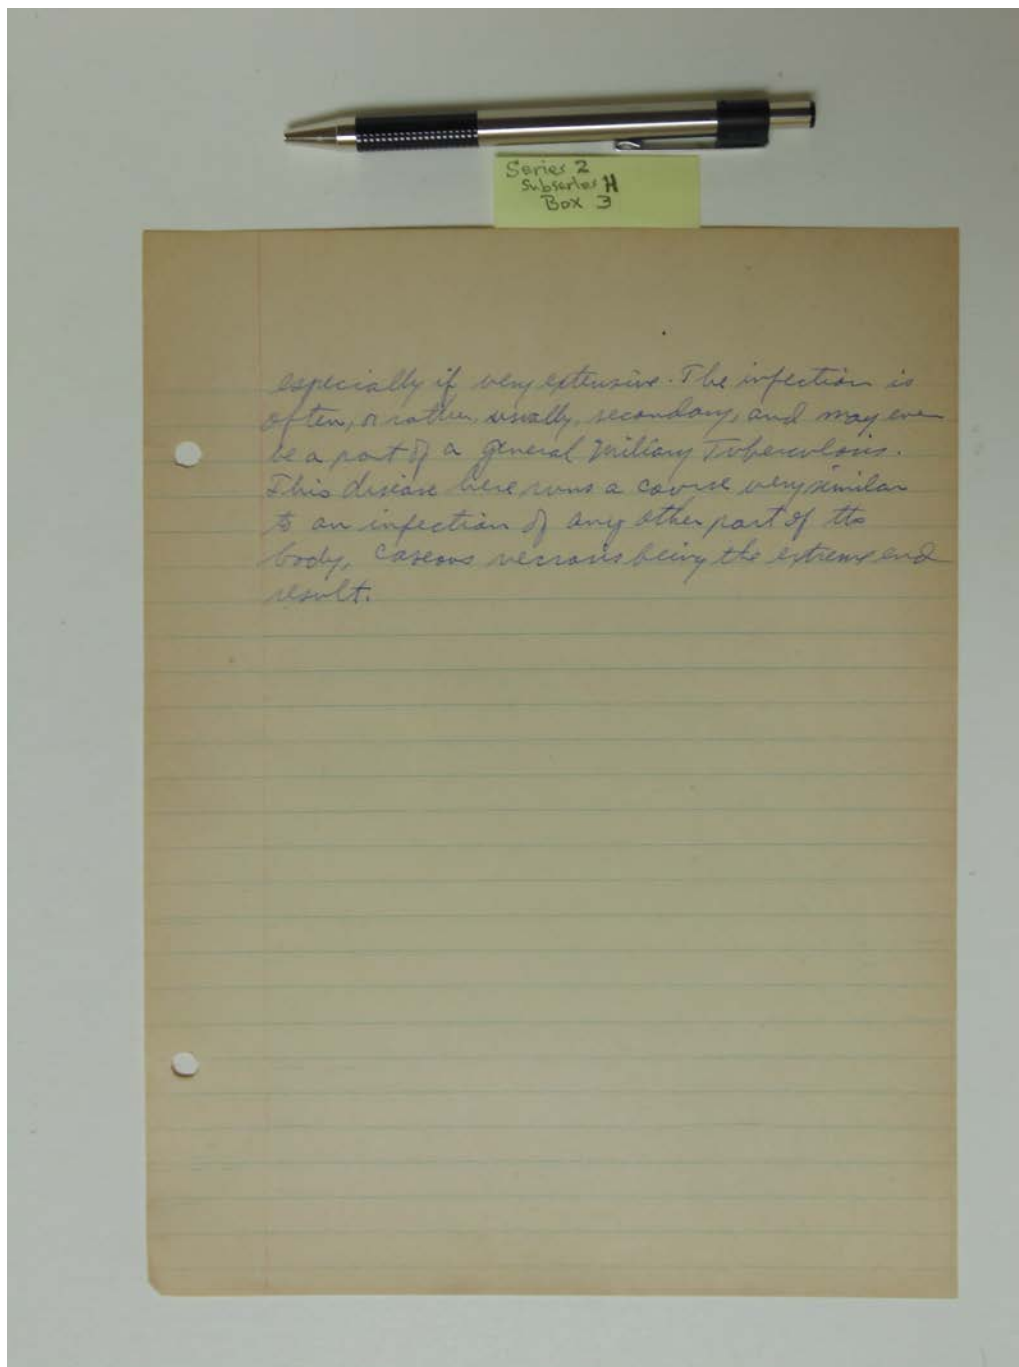 Series 2
Subseries H
Box 3
especially if very extensive. The infection is
often, or rather, usually, secondary, and may even
be a part of a general Miliary Tuberculosis.
This disease here runs a course very similar
to an infection of any other part of the
body, caseous necrosis being the extreme end
result.